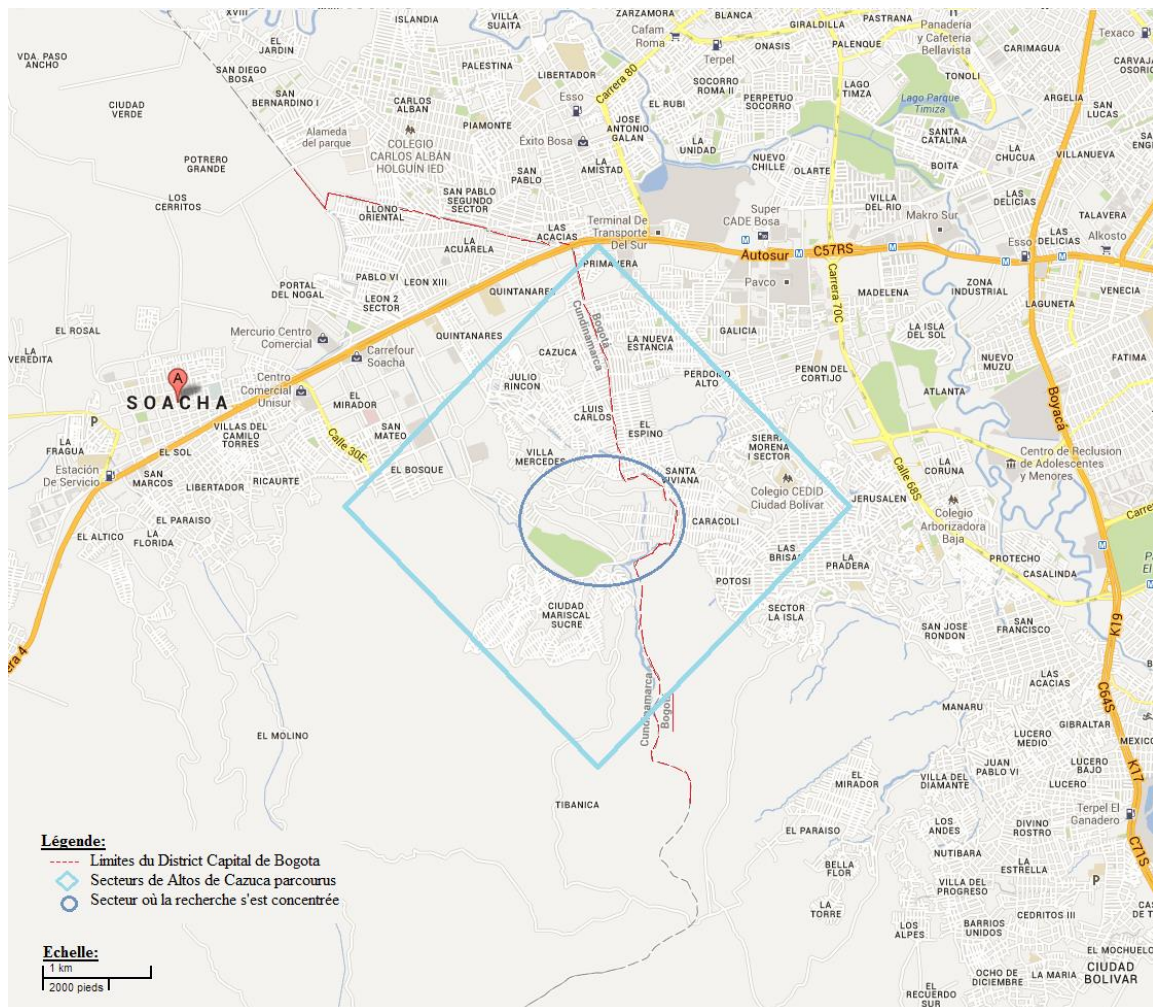 XVIII
ISLANDIA
VILLA
SUAITA
ZARZAMORA
BLANCA
GIRALDILLA
PASTRANA
Panaderia
y Cafeteria
Bellavista
Texaco
EL JARDIN
VDA. PASO
ANCHO
SAN DIEGO
BOSA
PALESTINA
LIBERTADOR
Cafam
Roma
Terpel
ONASIS
PALENQUE
CARIMAGUA
CARVAJAL
OSORIO
TONOLI
CIUDAD
VERDE
SAN
BERNARDINO I
CARLOS
ALBAN
Esso
Carrera 80
EL RUBI
SOCORRO
ROMA II
PERPETUO
SOCORRO
LAGO
TIMIZA
Lago Parque
Timiza
ARGELIA
SAN
LUCAS
Alameda
del parque
COLEGIO
CARLOS ALBÁN
HOLGUÍN IED
PIAMONTE
Éxito Bosa
JOSE
ANTONIO
GALAN
LA
UNIDAD
SANTA
CATALINA
LA
CHUCUA
VILLANUEVA
SAN
ENG
POTRERO
GRANDE
SAN
PABLO
LA
AMISTAD
NUEVO
CHILE
OLARTE
BOITA
LOS
CERRITOS
LLONO
ORIENTAL
SAN PABLO
SEGUNDO
SECTOR
LAS
ACACIAS
Terminal De
Transporte
Del Sur
Super
CADE Bosa
VILLA
DEL RIO
Makro Sur
LAS
DELICIAS
TALAVERA
Alkosto
LA
ACUARELA
Autosur
C57RS
Esso
LAS
DELICIAS
PABLO VI
LEON XIII
PRIMAVERA
Pavco
PORTAL
DEL NOGAL
LEON 2
SECTOR
QUINTANARES
Bogotá
Cundinamarca
Carrera 70C
MADELENA
ZONA
INDUSTRIAL
LAGUNETA
VENECIA
EL ROSAL
Mercurio Centro
Comercial
QUINTANARES
CAZUCA
LA NUEVA
ESTANCIA
GALICIA
LA ISLA
DEL SOL
LA
VEREDITA
Carrefour
Soacha
JULIO
RINCON
PERDOMO
ALTO
PENON DEL
CORTIJO
NUEVO
MUZU
FATIMA
A
SOACHA
Centro
Comercial
Unisur
EL
MIRADOR
ATLANTA
Boyacá
P
VILLAS DEL
CAMILO
TORRES
SAN
MATEO
LUIS
CARLOS
EL
ESPINO
LA
FRAGUA
EL SOL
Calle 30E
VILLA
MERCEDES
SIERRA
MORENA
SECTOR
Calle 68S
LA
CORUNA
Centro de Reclusion
de Adolescentes
y Menores
Estación
De Servicio
SAN
MARCOS
LIBERTADOR
RICAURTE
EL BOSQUE
SANTA
VIVIANA
Colegio CEDID
Ciudad Bolívar
JERUSALEN
Colegio
Arborizadora
Baja
EL PARAISO
EL ALTICO
LA
FLORIDA
CARACOLI
LAS
BRISAS
LA
PRADERA
PROTECHO
CASALINDA
POTOSI
CIUDAD
MARISCAL
SUCRE
SECTOR
LA ISLA
SAN JOSE
RONDON
SAN
FRANCISCO
K19
LAS
ACACIAS
C64S
Cundinamarca
Bogotá
MANARU
GIBRALTAR
EL MOLINO
LUCERO
MEDIO
MEXICO
JUAN
PABLO VI
LUCERO
BAJO
K17
TIBANICA
EL
MIRADOR
VILLA DEL
DIAMANTE
LUCERO
Terpel El
Ganadero
EL PARAISO
LOS
ANDES
DIVINO
ROSTRO
C71S
NUTIBARA
BELLA
FLOR
LA
ESTRELLA
P
VILLA DEL
PROGRESO
LA
TORRE
CEDRITOS III
LOS
ALPES
BARRIOS
UNIDOS
EL MOCHUELO
CIUDAD
BOLIVAR
OCHO DE
DICIEMBRE
LA MARIA
EL
RECUERDO
SUR
Légende:
Limites du District Capital de Bogota
Secteurs de Altos de Cazuca parcourus
Secteur où la recherche s'est concentrée
Echelle:
1 km
2000 pieds